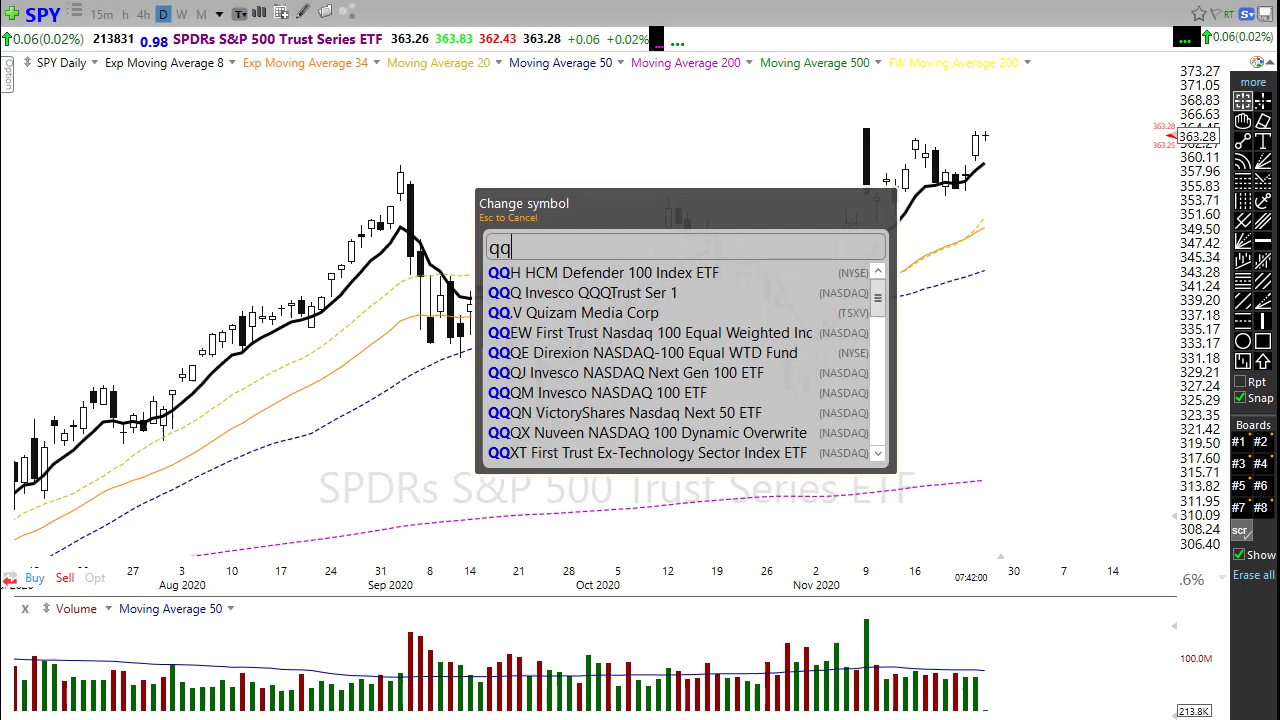 SPY 15m h 4h D W M T RT S
0.06(0.02%) 213831 0.98 SPDRs S&P 500 Trust Series ETF 363.26 363.83 362.43 363.28 +0.06 +0.02% ... ... ... 0.06(0.02%)
Option
SPY Daily Exp Moving Average 8 Exp Moving Average 34 Moving Average 20 Moving Average 50 Moving Average 200 Moving Average 500 FW Moving Average 200
373.27
371.05
368.83
366.63
363.28
363.28
363.25
360.11
357.96
355.83
353.71
351.60
349.50
347.42
345.34
343.28
341.24
339.20
337.18
335.17
333.17
331.18
329.21
327.24
325.29
323.35
321.42
319.50
317.60
315.71
313.82
311.95
310.09
308.24
306.40
more
T
Rpt
Snap
Boards
#1 #2
#3 #4
#5 #6
#7 #8
scr
Show
Erase all
Change symbol
Esc to Cancel
qq
QQH HCM Defender 100 Index ETF (NYSE)
QQQ Invesco QQQTrust Ser 1 (NASDAQ)
QQ.V Quizam Media Corp (TSXV)
QQEW First Trust Nasdaq 100 Equal Weighted Inc (NASDAQ)
QQQE Direxion NASDAQ-100 Equal WTD Fund (NYSE)
QQQJ Invesco NASDAQ Next Gen 100 ETF (NASDAQ)
QQQM Invesco NASDAQ 100 ETF (NASDAQ)
QQQN VictoryShares Nasdaq Next 50 ETF (NASDAQ)
QQQX Nuveen NASDAQ 100 Dynamic Overwrite (NASDAQ)
QQXT First Trust Ex-Technology Sector Index ETF (NASDAQ)
SPDRs S&P 500 Trust Series ETF
27 10 17 24 31 8 14 21 28 5 12 19 26 2 9 16 07:42:00 30 7 14
Buy Sell Opt Aug 2020 Sep 2020 Oct 2020 Nov 2020 .6%
x Volume Moving Average 50
100.0M
213.8K